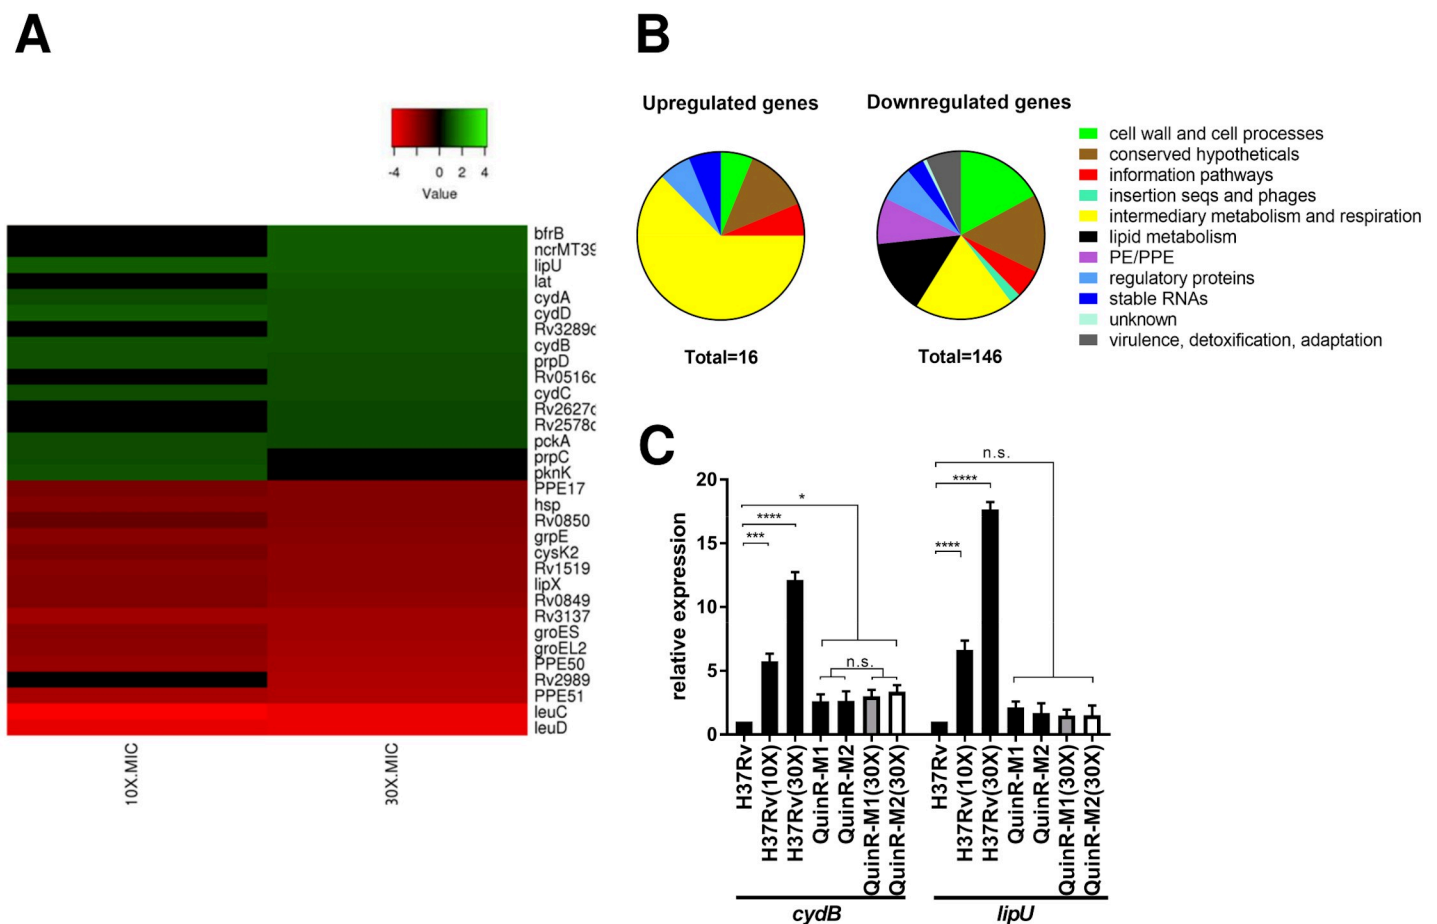 A
-4 0 2 4
Value
bfrB
ncrMT39
lipU
lat
cydA
cydD
Rv3289c
cydB
prpD
Rv0516c
cydC
Rv2627c
Rv2578c
pckA
prpC
pknK
PPE17
hsp
Rv0850
grpE
cysK2
Rv1519
lipX
Rv0849
Rv3137
groES
groEL2
PPE50
Rv2989
PPE51
leuC
leuD
10X.MIC
30X.MIC
B
Upregulated genes
Downregulated genes
Total=16
Total=146
cell wall and cell processes
conserved hypotheticals
information pathways
insertion seqs and phages
intermediary metabolism and respiration
lipid metabolism
PE/PPE
regulatory proteins
stable RNAs
unknown
virulence, detoxification, adaptation
C
relative expression
20
15
10
5
0
*
****
***
n.s.
n.s.
****
****
H37Rv
H37Rv(10X)
H37Rv(30X)
QuinR-M1
QuinR-M2
QuinR-M1(30X)
QuinR-M2(30X)
H37Rv
H37Rv(10X)
H37Rv(30X)
QuinR-M1
QuinR-M2
QuinR-M1(30X)
QuinR-M2(30X)
cydB
lipU